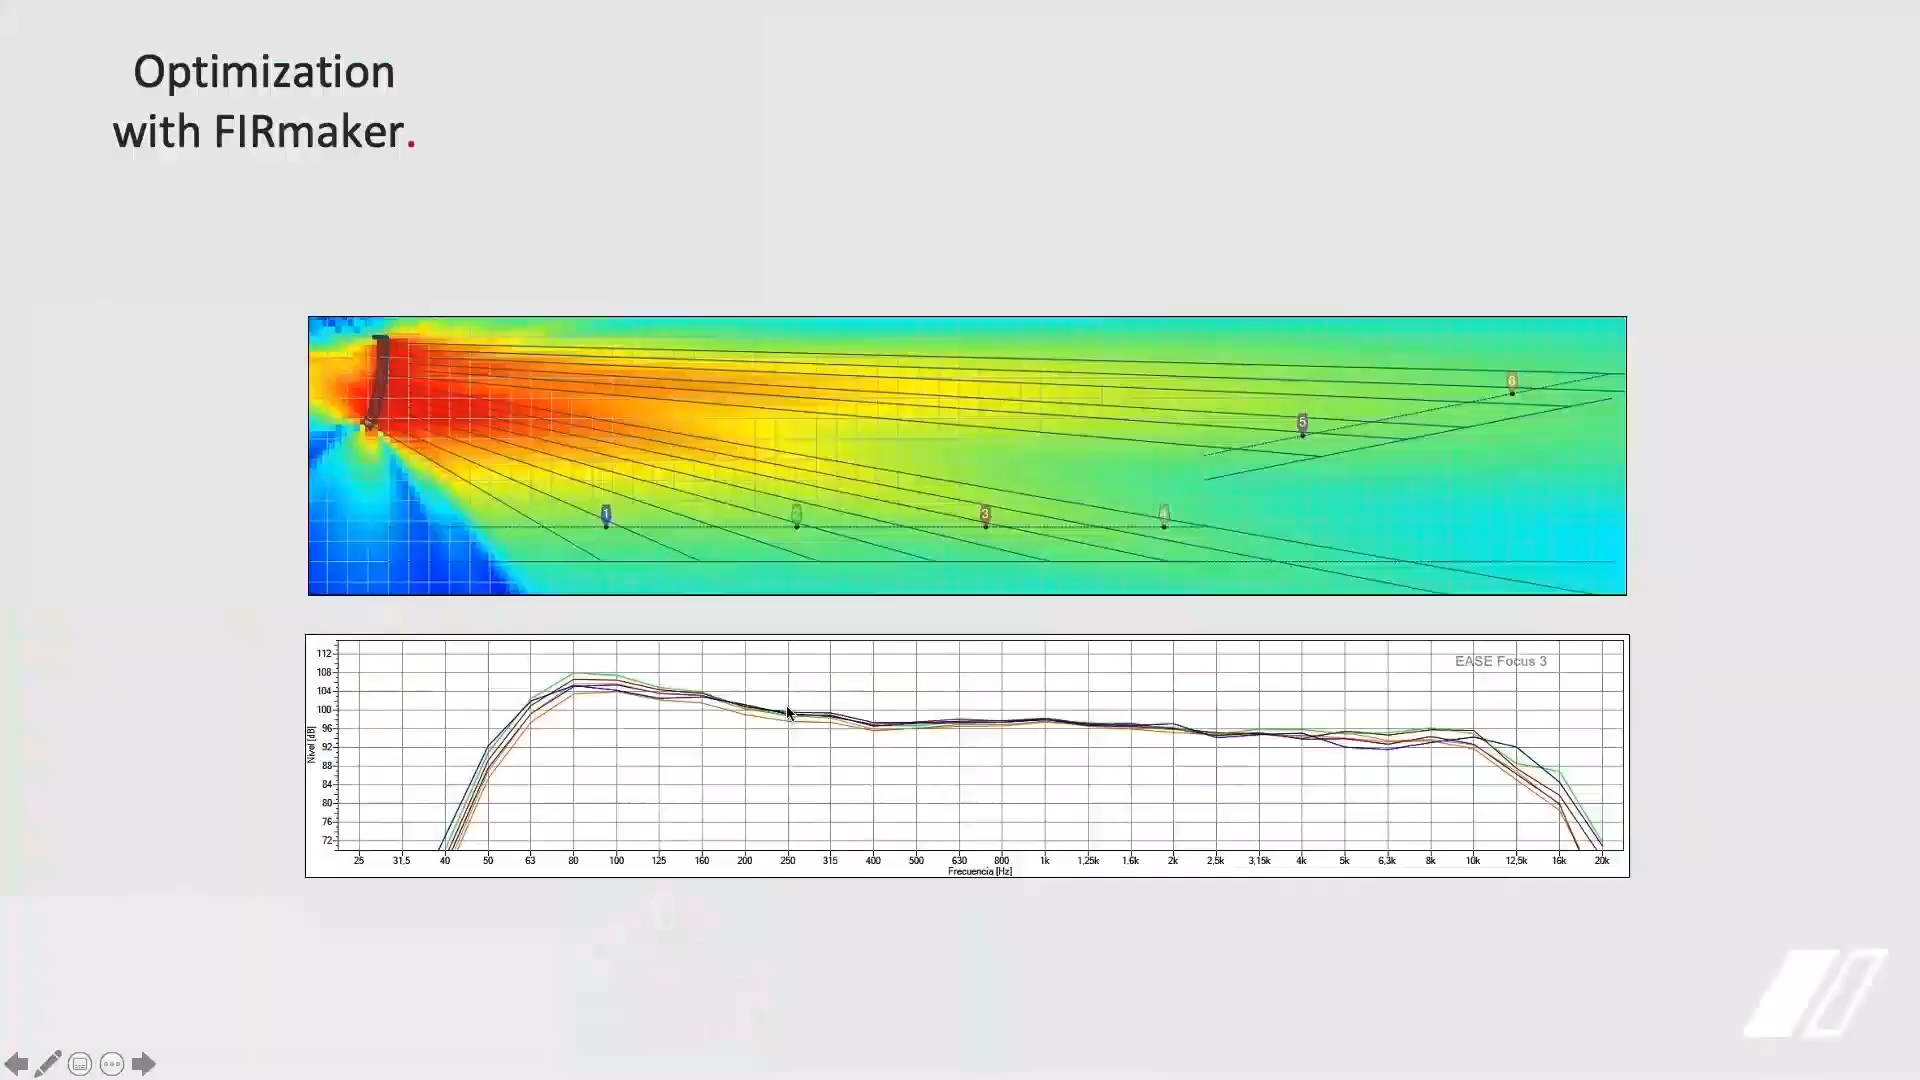 Optimization
with FIRmaker.
6
5
1
3
4
EASE Focus 3
Nivel [dB]
112
108
104
100
96
92
88
84
80
76
72
25 31.5 40 50 63 80 100 125 160 200 250 315 400 500 630 800 1k 1,25k 1,6k 2k 2,5k 3,15k 4k 5k 6,3k 8k 10k 12,5k 16k 20k
Frecuencia [Hz]